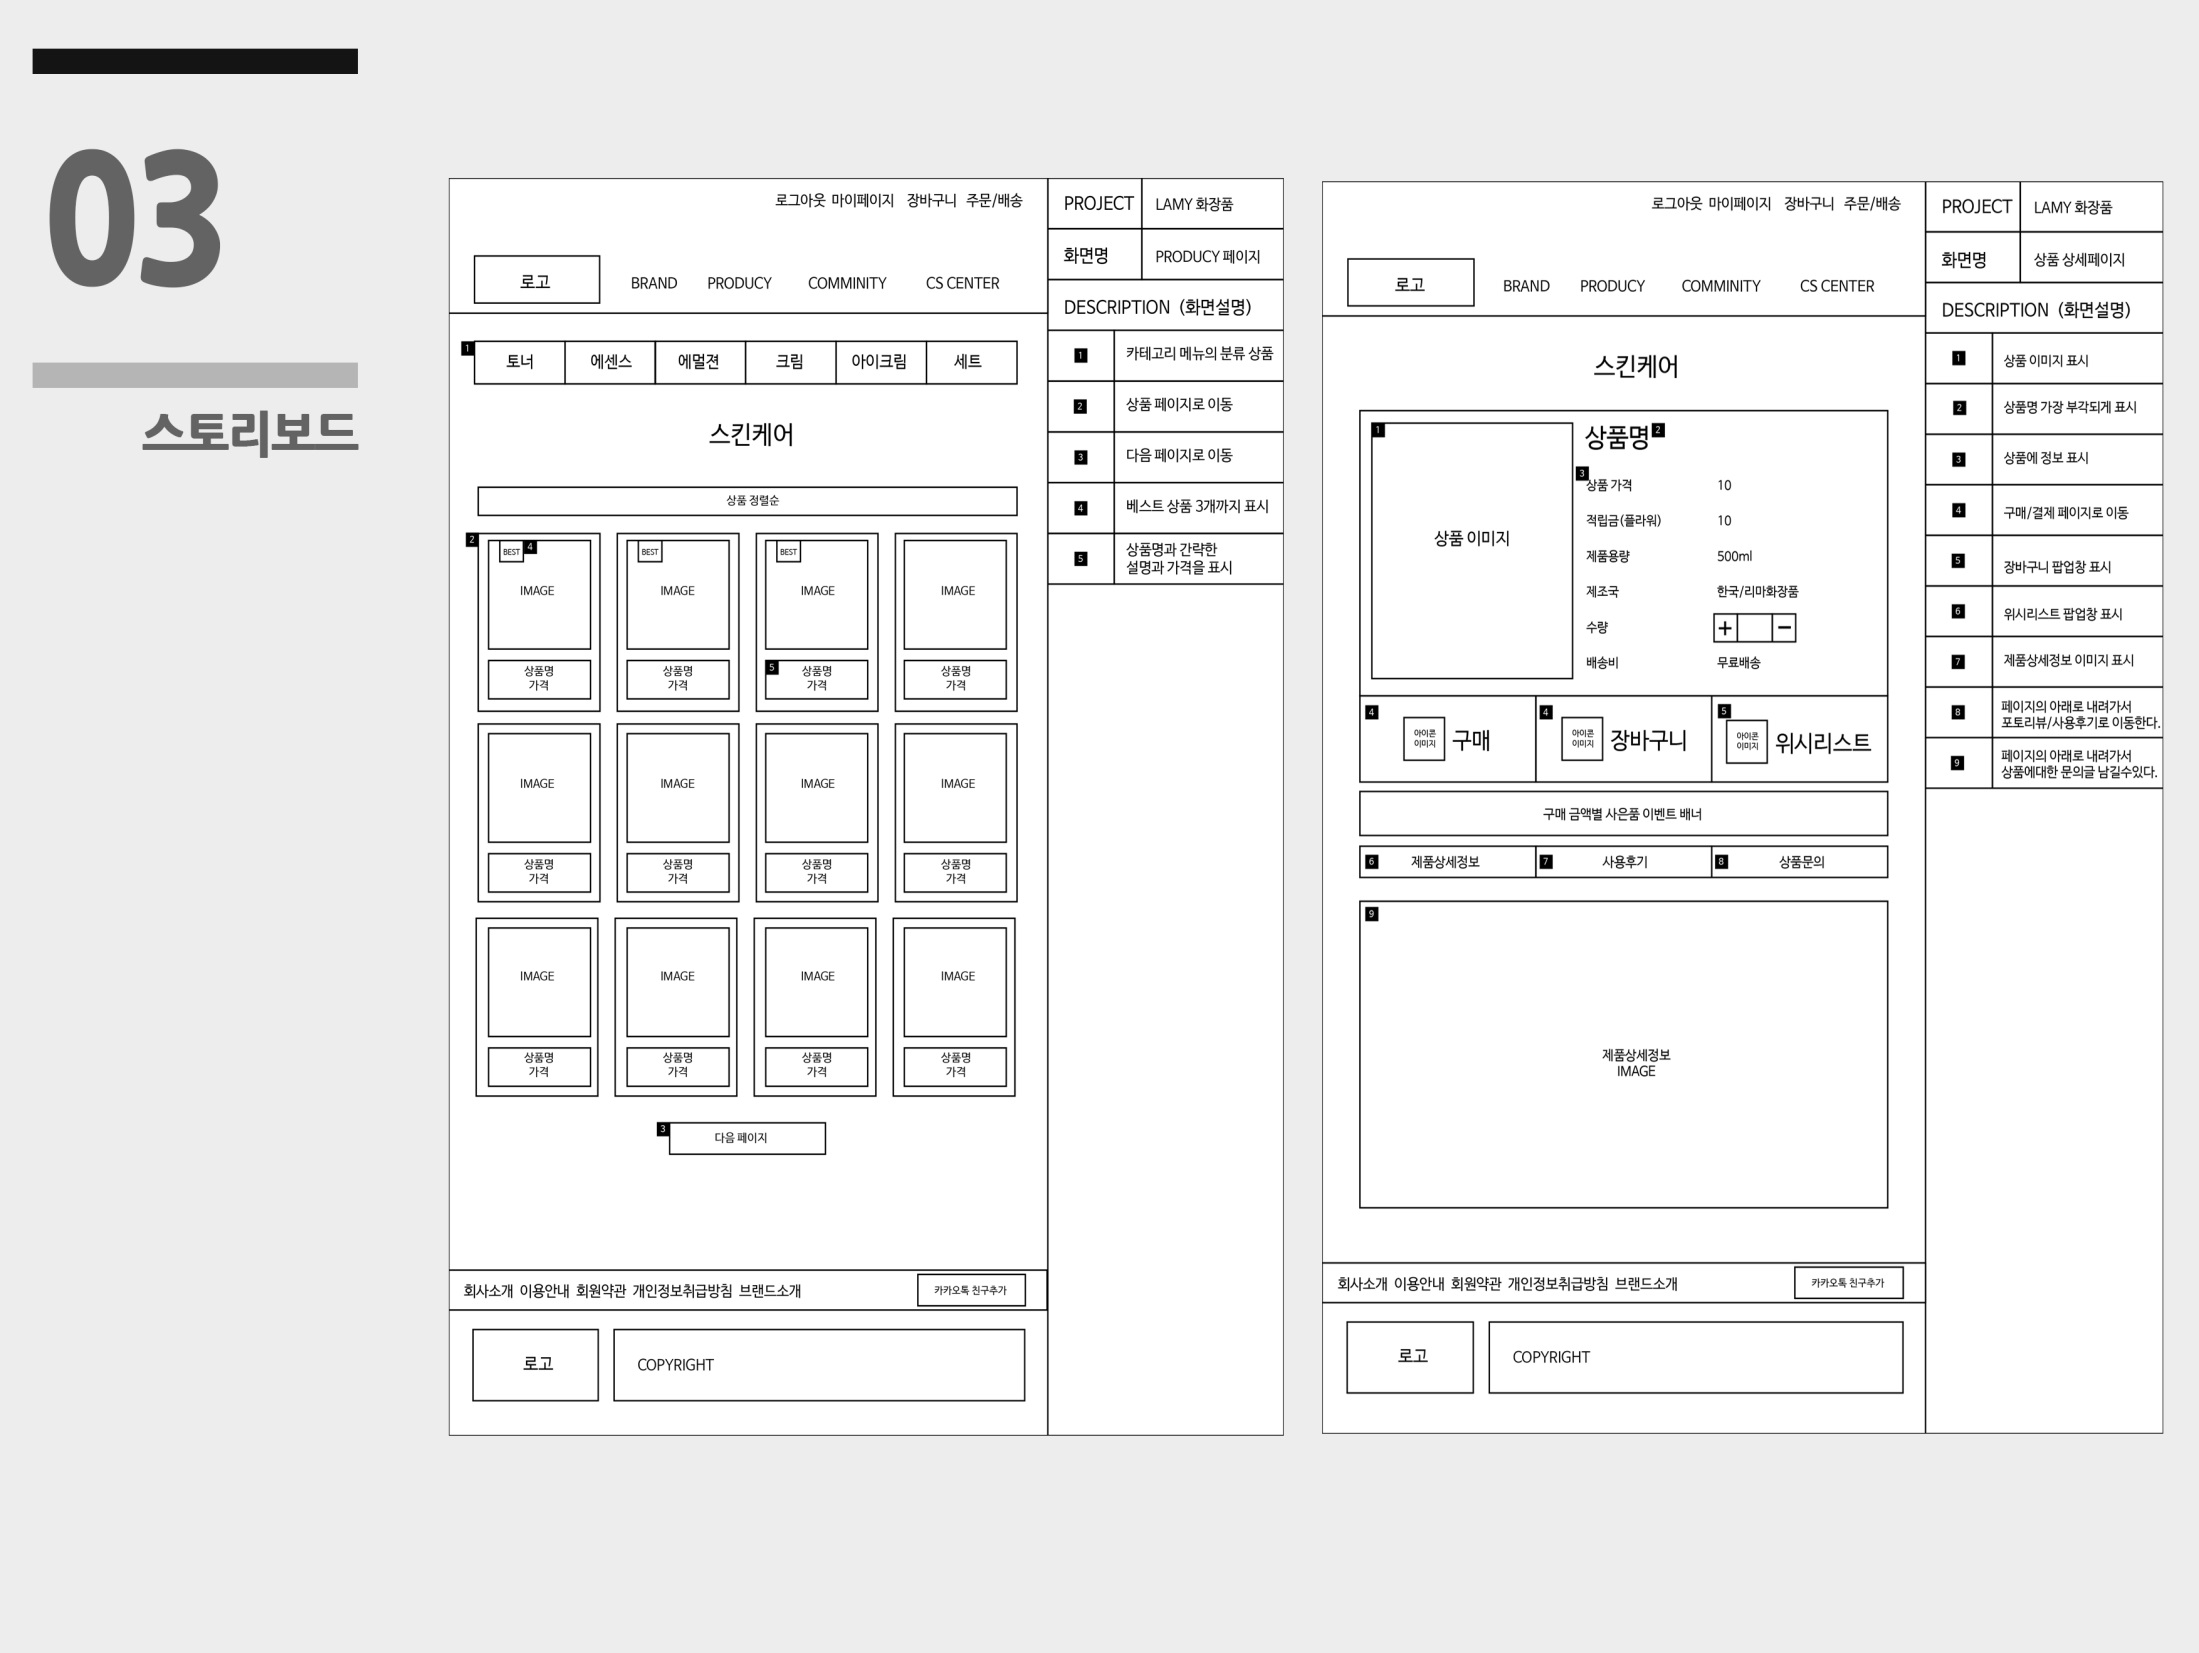 03
스토리보드
로그아웃 마이페이지 장바구니 주문/배송
로고 BRAND PRODUCY COMMINITY CS CENTER
1 토너 에센스 에멀젼 크림 아이크림 세트
스킨케어
상품 정렬순
2 BEST 4 BEST BEST
IMAGE IMAGE IMAGE IMAGE
상품명 상품명 5 상품명 상품명
가격 가격 가격 가격
IMAGE IMAGE IMAGE IMAGE
상품명 상품명 상품명 상품명
가격 가격 가격 가격
IMAGE IMAGE IMAGE IMAGE
상품명 상품명 상품명 상품명
가격 가격 가격 가격
3 다음 페이지
회사소개 이용안내 회원약관 개인정보취급방침 브랜드소개 카카오톡 친구추가
로고 COPYRIGHT
PROJECT LAMY 화장품
화면명 PRODUCY 페이지
DESCRIPTION (화면설명)
1 카테고리 메뉴의 분류 상품
2 상품 페이지로 이동
3 다음 페이지로 이동
4 베스트 상품 3개까지 표시
5 상품명과 간략한
설명과 가격을 표시
로그아웃 마이페이지 장바구니 주문/배송
로고 BRAND PRODUCY COMMINITY CS CENTER
스킨케어
1 상품 이미지
상품명 2
3 상품 가격 10
적립금(플라워) 10
제품용량 500ml
제조국 한국/리마화장품
수량 + −
배송비 무료배송
4 아이콘 이미지 구매
4 아이콘 이미지 장바구니
5 아이콘 이미지 위시리스트
구매 금액별 사은품 이벤트 배너
6 제품상세정보 7 사용후기 8 상품문의
9
제품상세정보
IMAGE
회사소개 이용안내 회원약관 개인정보취급방침 브랜드소개 카카오톡 친구추가
로고 COPYRIGHT
PROJECT LAMY 화장품
화면명 상품 상세페이지
DESCRIPTION (화면설명)
1 상품 이미지 표시
2 상품명 가장 부각되게 표시
3 상품에 정보 표시
4 구매/결제 페이지로 이동
5 장바구니 팝업창 표시
6 위시리스트 팝업창 표시
7 제품상세정보 이미지 표시
8 페이지의 아래로 내려가서
포토리뷰/사용후기로 이동한다.
9 페이지의 아래로 내려가서
상품에대한 문의글 남길수있다.